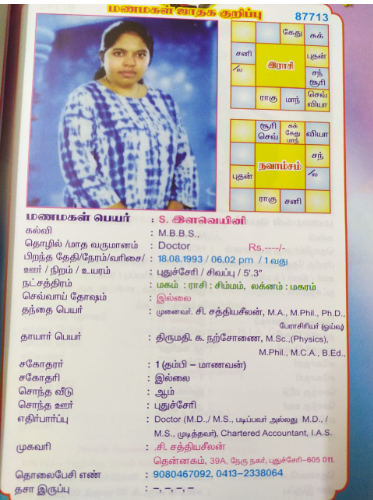 மணமகள் ஜாதக குறிப்பு 87713
கேது சுக்
சனி புதன்
ல இராசி சந் சூரி
ராகு மாந் செவ் வியா
சூரி செவ் சுக் கேது மாந் வியா
நவாம்சம் சந்
புதன் ல
ராகு சனி
மணமகள் பெயர் : S. இளவெயினி
கல்வி : M.B.B.S.,
தொழில் /மாத வருமானம் : Doctor Rs.----/-
பிறந்த தேதி/நேரம்/வரிசை/ : 18.08.1993 / 06.02 pm / 1 வது
ஊர் / நிறம் / உயரம் : புதுச்சேரி / சிவப்பு / 5'.3"
நட்சத்திரம் : மகம் : ராசி : சிம்மம், லக்னம் : மகரம்
செவ்வாய் தோஷம் : இல்லை
தந்தை பெயர் : முனைவர். சி. சத்தியசீலன், M.A., M.Phil., Ph.D.,
பேராசிரியர் (ஓய்வு)
தாயார் பெயர் : திருமதி. க. நற்சோணை, M.Sc.,(Physics),
M.Phil., M.C.A., B.Ed.,
சகோதரர் : 1 (தம்பி – மாணவன்)
சகோதரி : இல்லை
சொந்த வீடு : ஆம்
சொந்த ஊர் : புதுச்சேரி
எதிர்பார்ப்பு : Doctor (M.D./ M.S., படிப்பவர் அல்லது M.D., /
M.S., முடித்தவர்), Chartered Accountant, I.A.S.
முகவரி : .சி. சத்தியசீலன்
தென்னகம், 39A, நேரு நகர், புதுச்சேரி-605 011.
தொலைபேசி எண் : 9080467092, 0413-2338064
தசா இருப்பு : –, –, –, –